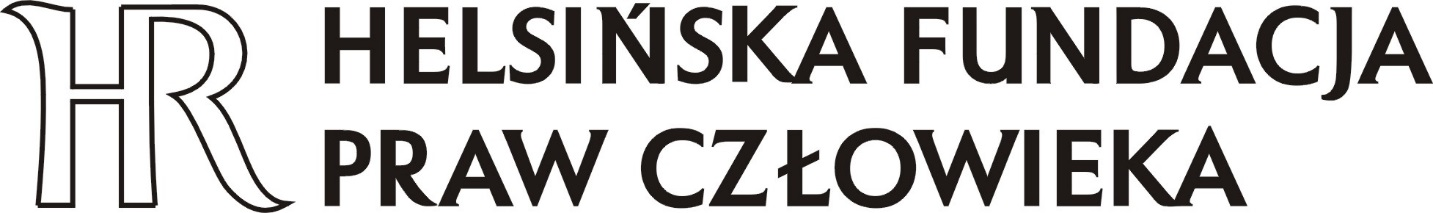 HR HELSIŃSKA FUNDACJA
PRAW CZŁOWIEKA